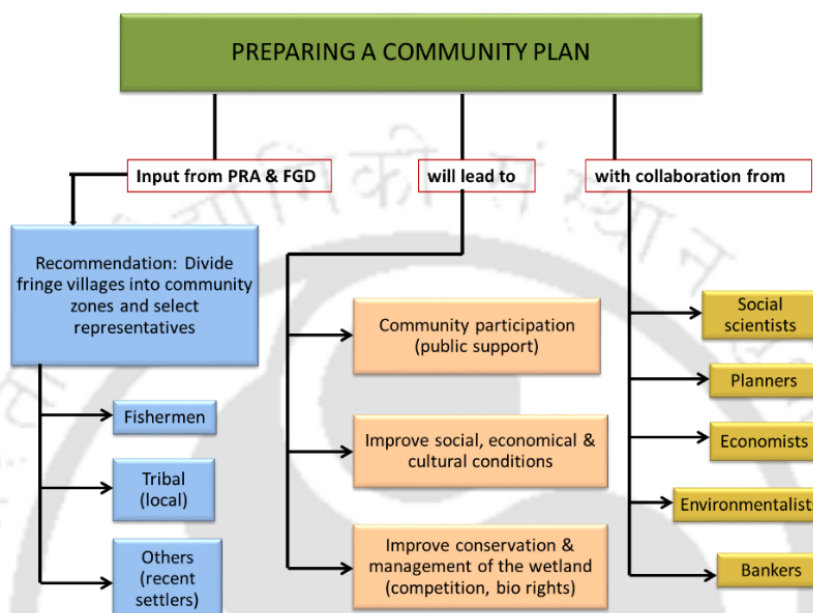 PREPARING A COMMUNITY PLAN
Input from PRA & FGD
will lead to
with collaboration from
Recommendation: Divide
fringe villages into community
zones and select
representatives
Fishermen
Tribal
(local)
Others
(recent
settlers)
Community participation
(public support)
Improve social, economical &
cultural conditions
Improve conservation &
management of the wetland
(competition, bio rights)
Social
scientists
Planners
Economists
Environmentalists
Bankers